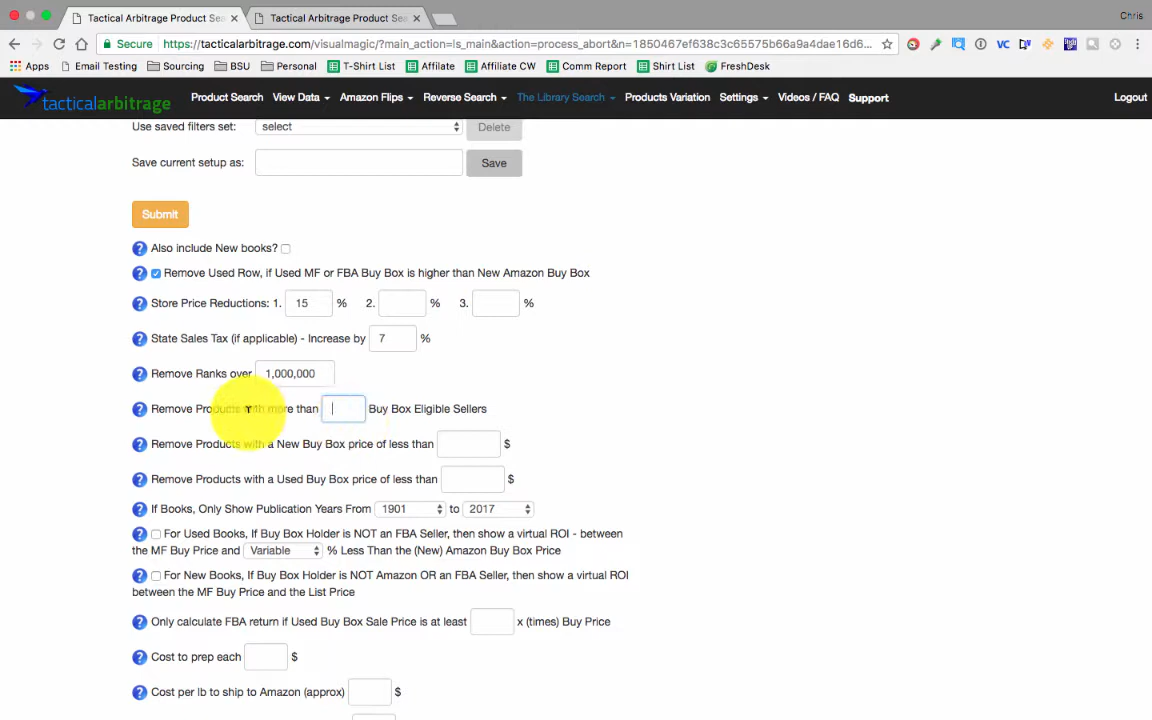 Tactical Arbitrage Product Sea × Tactical Arbitrage Product Se × Chris
Secure https://tacticalarbitrage.com/visualmagic/?main_action=is_main&action=process_abort&n=1850467ef638c3c65575b66a9a4dae16d6...
Apps Email Testing Sourcing BSU Personal T-Shirt List Affilate Affiliate CW Comm Report Shirt List FreshDesk
tacticalarbitrage Product Search View Data Amazon Flips Reverse Search The Library Search Products Variation Settings Videos / FAQ Support Logout
Use saved filters set: select Delete
Save current setup as: Save
Submit
? Also include New books?
? Remove Used Row, if Used MF or FBA Buy Box is higher than New Amazon Buy Box
? Store Price Reductions: 1. 15 % 2. % 3. %
? State Sales Tax (if applicable) - Increase by 7 %
? Remove Ranks over 1,000,000
? Remove Products with more than Buy Box Eligible Sellers
? Remove Products with a New Buy Box price of less than $
? Remove Products with a Used Buy Box price of less than $
? If Books, Only Show Publication Years From 1901 to 2017
? For Used Books, If Buy Box Holder is NOT an FBA Seller, then show a virtual ROI - between
the MF Buy Price and Variable % Less Than the (New) Amazon Buy Box Price
? For New Books, If Buy Box Holder is NOT Amazon OR an FBA Seller, then show a virtual ROI
between the MF Buy Price and the List Price
? Only calculate FBA return if Used Buy Box Sale Price is at least x (times) Buy Price
? Cost to prep each $
? Cost per lb to ship to Amazon (approx) $